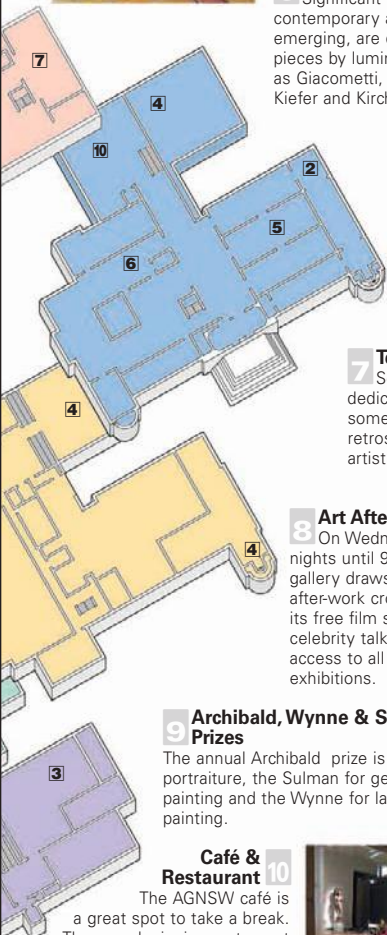 Significant
contemporary
emerging, are
pieces by
as Giacometti,
Kiefer and
7
4
10
2
5
6
7
dedic
some
retros
artist
4
8
Art Afte
On Wedn
nights until 9
gallery draws
after-work cr
its free film s
celebrity talk
access to all
exhibitions.
4
9
Archibald, Wynne & S
Prizes
The annual Archibald prize is
portraiture, the Sulman for ge
painting and the Wynne for la
painting.
3
Café &
Restaurant
10
The AGNSW café is
a great spot to take a break.